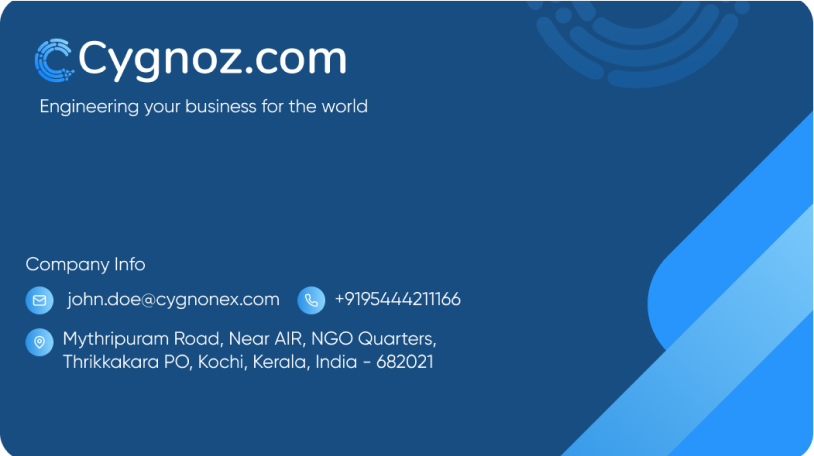 Cygnoz.com
Engineering your business for the world
Company Info
john.doe@cygnonex.com +9195444211166
Mythripuram Road, Near AIR, NGO Quarters,
Thrikkakara PO, Kochi, Kerala, India - 682021